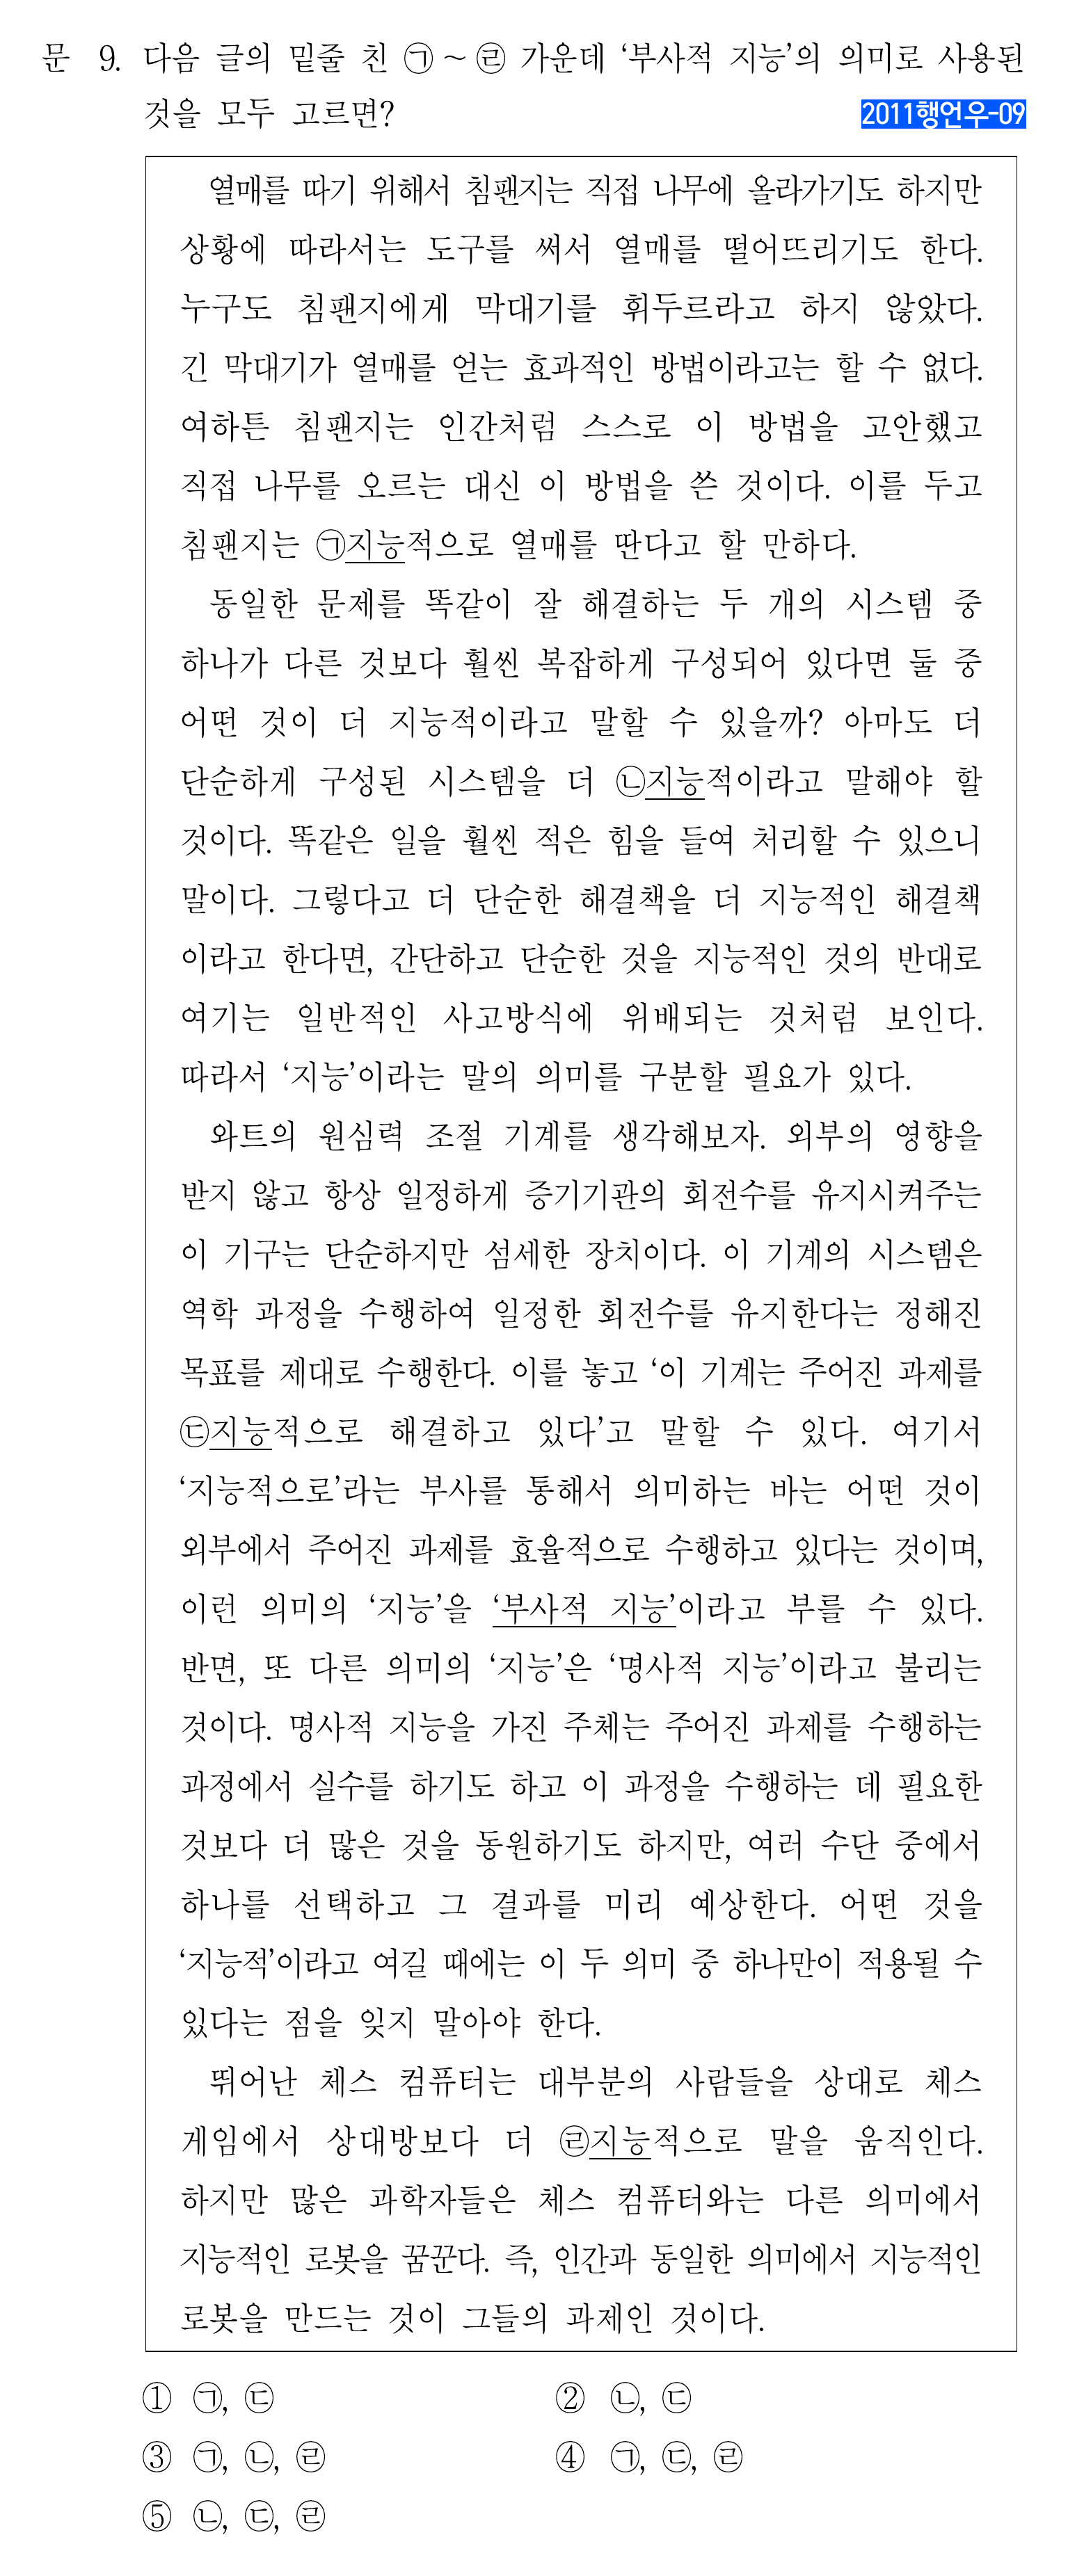 문 9. 다음 글의 밑줄 친 ㉠~㉣ 가운데 ‘부사적 지능’의 의미로 사용된
것을 모두 고르면?
2011행언우-09
열매를 따기 위해서 침팬지는 직접 나무에 올라가기도 하지만
상황에 따라서는 도구를 써서 열매를 떨어뜨리기도 한다.
누구도 침팬지에게 막대기를 휘두르라고 하지 않았다.
긴 막대기가 열매를 얻는 효과적인 방법이라고는 할 수 없다.
여하튼 침팬지는 인간처럼 스스로 이 방법을 고안했고
직접 나무를 오르는 대신 이 방법을 쓴 것이다. 이를 두고
침팬지는 ㉠지능적으로 열매를 딴다고 할 만하다.
동일한 문제를 똑같이 잘 해결하는 두 개의 시스템 중
하나가 다른 것보다 훨씬 복잡하게 구성되어 있다면 둘 중
어떤 것이 더 지능적이라고 말할 수 있을까? 아마도 더
단순하게 구성된 시스템을 더 ㉡지능적이라고 말해야 할
것이다. 똑같은 일을 훨씬 적은 힘을 들여 처리할 수 있으니
말이다. 그렇다고 더 단순한 해결책을 더 지능적인 해결책
이라고 한다면, 간단하고 단순한 것을 지능적인 것의 반대로
여기는 일반적인 사고방식에 위배되는 것처럼 보인다.
따라서 ‘지능’이라는 말의 의미를 구분할 필요가 있다.
와트의 원심력 조절 기계를 생각해보자. 외부의 영향을
받지 않고 항상 일정하게 증기기관의 회전수를 유지시켜주는
이 기구는 단순하지만 섬세한 장치이다. 이 기계의 시스템은
역학 과정을 수행하여 일정한 회전수를 유지한다는 정해진
목표를 제대로 수행한다. 이를 놓고 ‘이 기계는 주어진 과제를
㉢지능적으로 해결하고 있다’고 말할 수 있다. 여기서
‘지능적으로’라는 부사를 통해서 의미하는 바는 어떤 것이
외부에서 주어진 과제를 효율적으로 수행하고 있다는 것이며,
이런 의미의 ‘지능’을 ‘부사적 지능’이라고 부를 수 있다.
반면, 또 다른 의미의 ‘지능’은 ‘명사적 지능’이라고 불리는
것이다. 명사적 지능을 가진 주체는 주어진 과제를 수행하는
과정에서 실수를 하기도 하고 이 과정을 수행하는 데 필요한
것보다 더 많은 것을 동원하기도 하지만, 여러 수단 중에서
하나를 선택하고 그 결과를 미리 예상한다. 어떤 것을
‘지능적’이라고 여길 때에는 이 두 의미 중 하나만이 적용될 수
있다는 점을 잊지 말아야 한다.
뛰어난 체스 컴퓨터는 대부분의 사람들을 상대로 체스
게임에서 상대방보다 더 ㉣지능적으로 말을 움직인다.
하지만 많은 과학자들은 체스 컴퓨터와는 다른 의미에서
지능적인 로봇을 꿈꾼다. 즉, 인간과 동일한 의미에서 지능적인
로봇을 만드는 것이 그들의 과제인 것이다.
① ㉠, ㉢ ② ㉡, ㉢
③ ㉠, ㉡, ㉣ ④ ㉠, ㉢, ㉣
⑤ ㉡, ㉢, ㉣